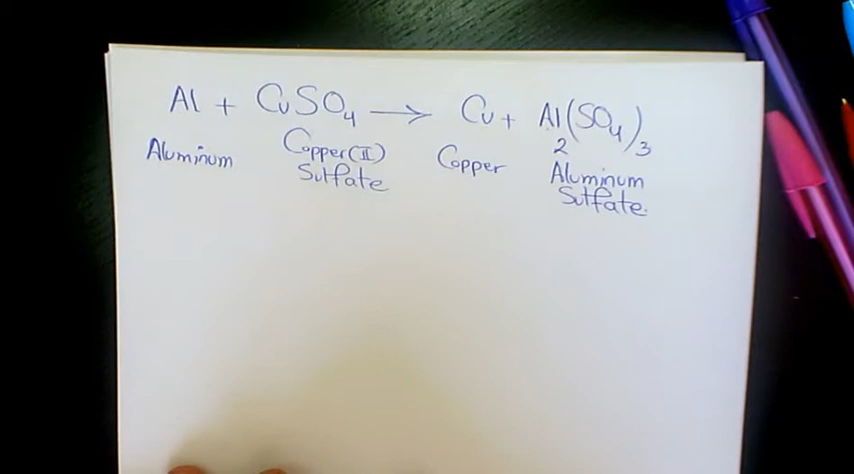 Al + CuSO₄ → Cu + Al₂(SO₄)₃
Aluminum Copper(II) Copper Aluminum
Sulfate Sulfate.